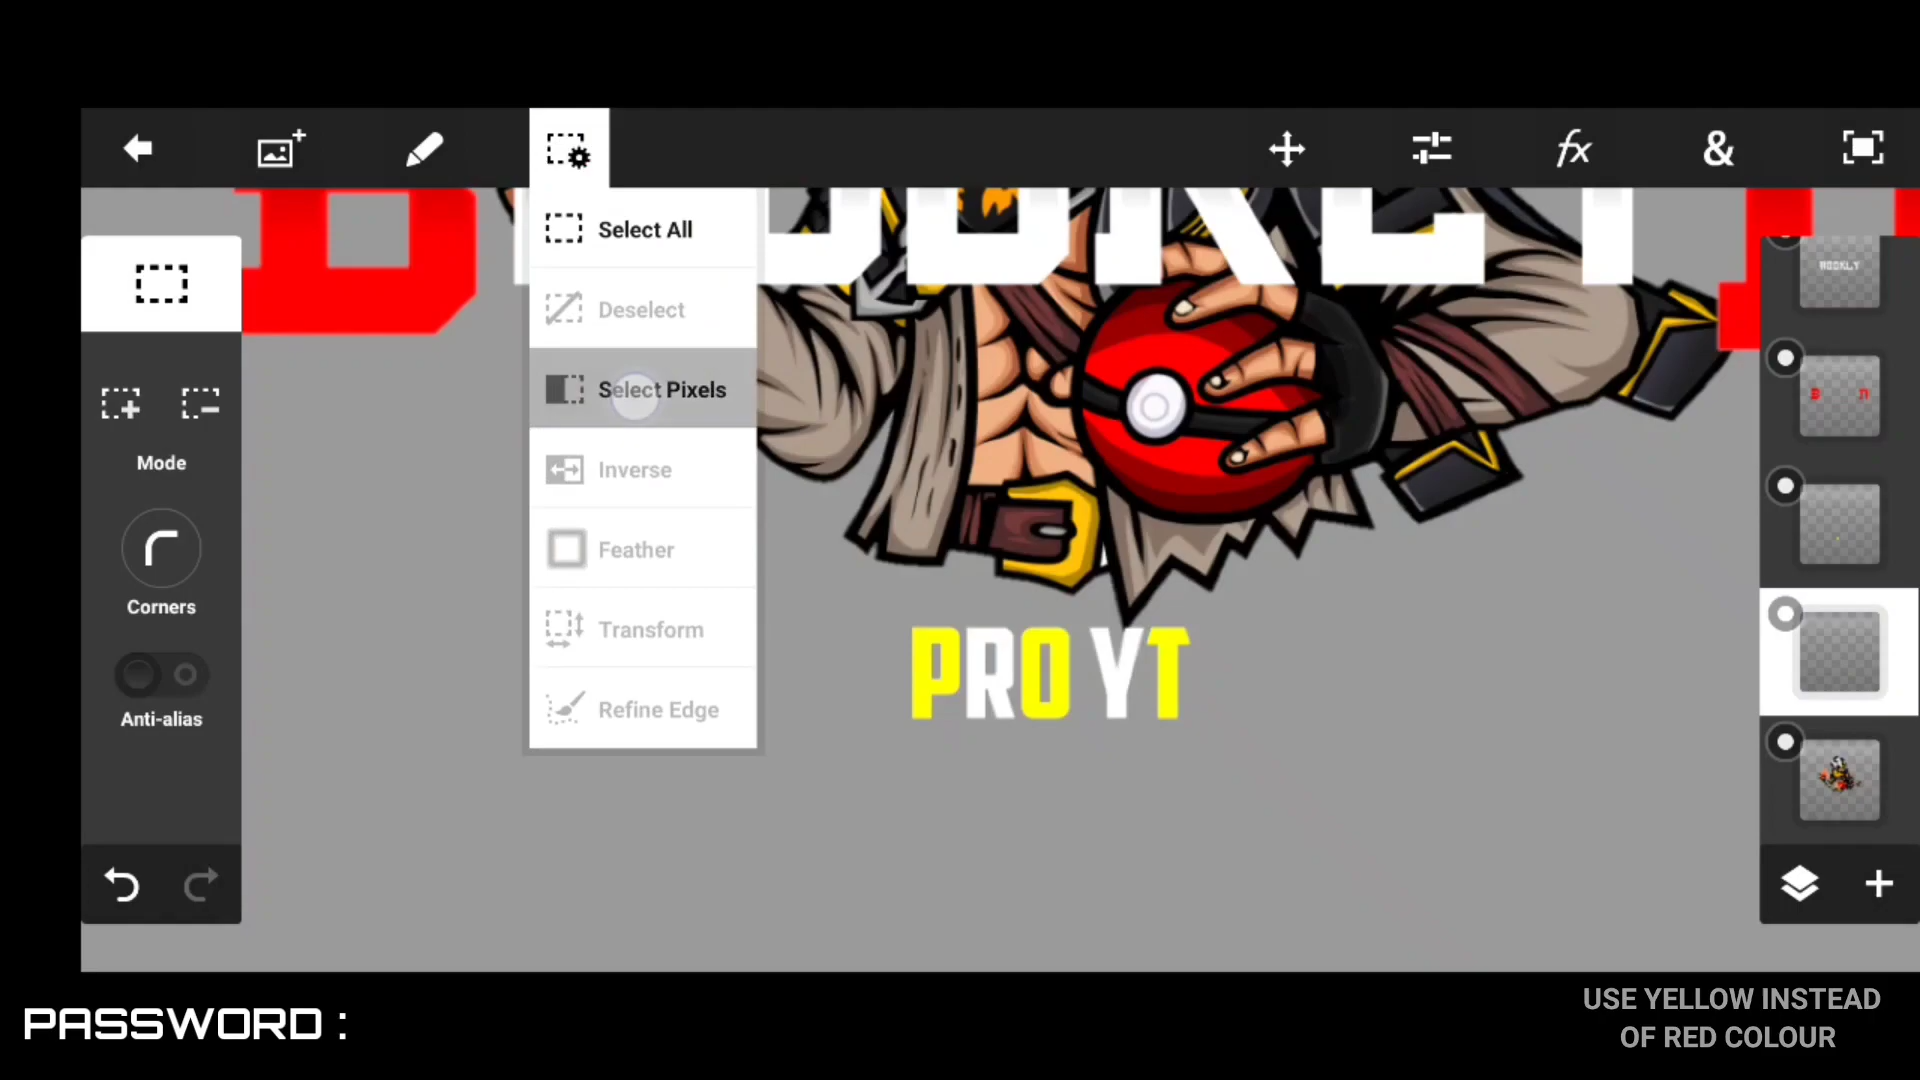 fx
&
Select All
Deselect
Select Pixels
Inverse
Feather
Transform
Refine Edge
Mode
Corners
Anti-alias
PRO YT
PASSWORD :
USE YELLOW INSTEAD
OF RED COLOUR